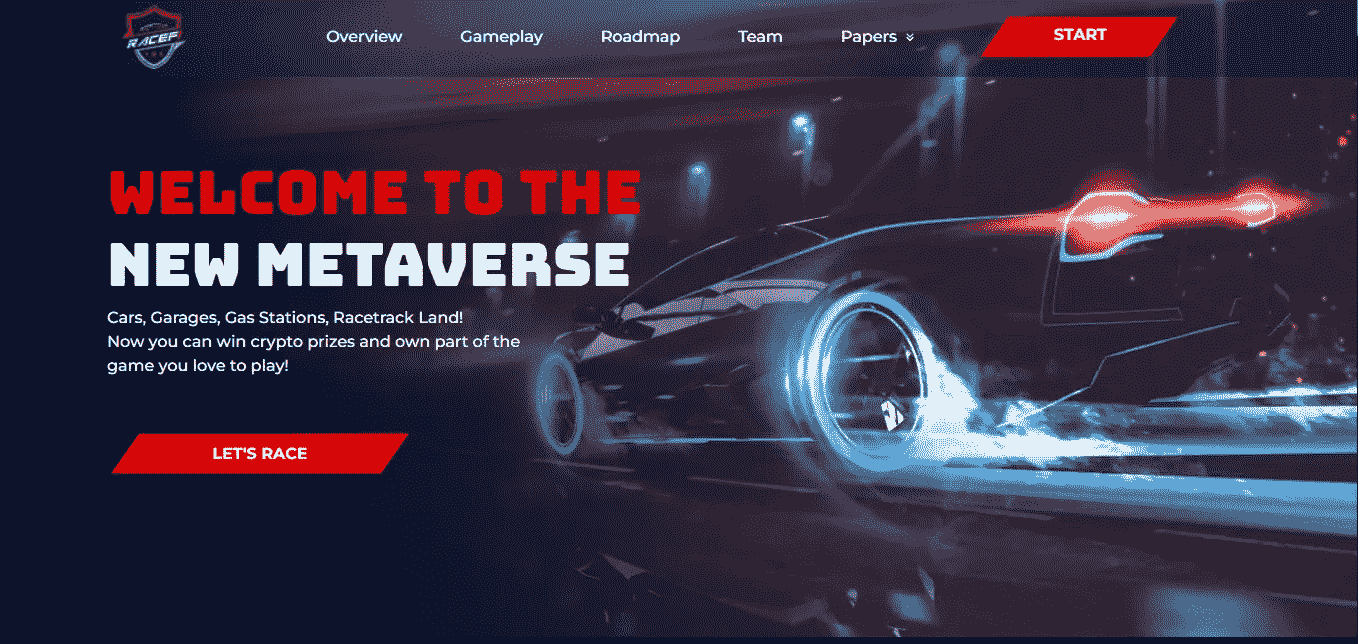 RACEFI
Overview
Gameplay
Roadmap
Team
Papers
START
WELCOME TO THE
NEW METAVERSE
Cars, Garages, Gas Stations, Racetrack Land!
Now you can win crypto prizes and own part of the
game you love to play!
LET'S RACE